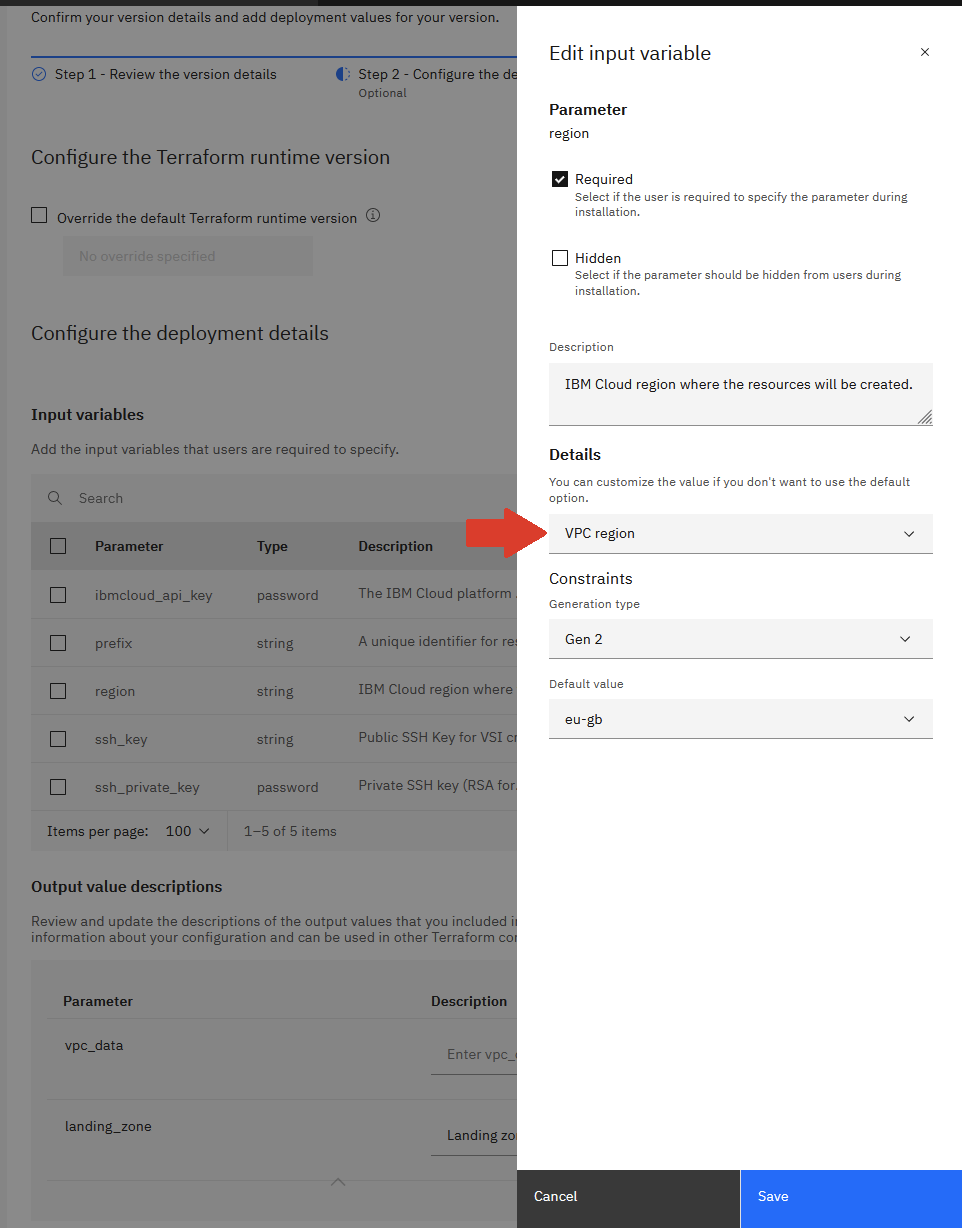 Confirm your version details and add deployment values for your version.
Step 1 - Review the version details
Step 2 - Configure the de
Optional
Configure the Terraform runtime version
Override the default Terraform runtime version
No override specified
Configure the deployment details
Input variables
Add the input variables that users are required to specify.
Search
Parameter Type Description
ibmcloud_api_key password The IBM Cloud platform .
prefix string A unique identifier for res
region string IBM Cloud region where
ssh_key string Public SSH Key for VSI cr
ssh_private_key password Private SSH key (RSA for.
Items per page: 100 1–5 of 5 items
Output value descriptions
Review and update the descriptions of the output values that you included i
information about your configuration and can be used in other Terraform co
Parameter Description
vpc_data Enter vpc_
landing_zone Landing zo
Edit input variable
Parameter
region
Required
Select if the user is required to specify the parameter during
installation.
Hidden
Select if the parameter should be hidden from users during
installation.
Description
IBM Cloud region where the resources will be created.
Details
You can customize the value if you don't want to use the default
option.
VPC region
Constraints
Generation type
Gen 2
Default value
eu-gb
Cancel
Save